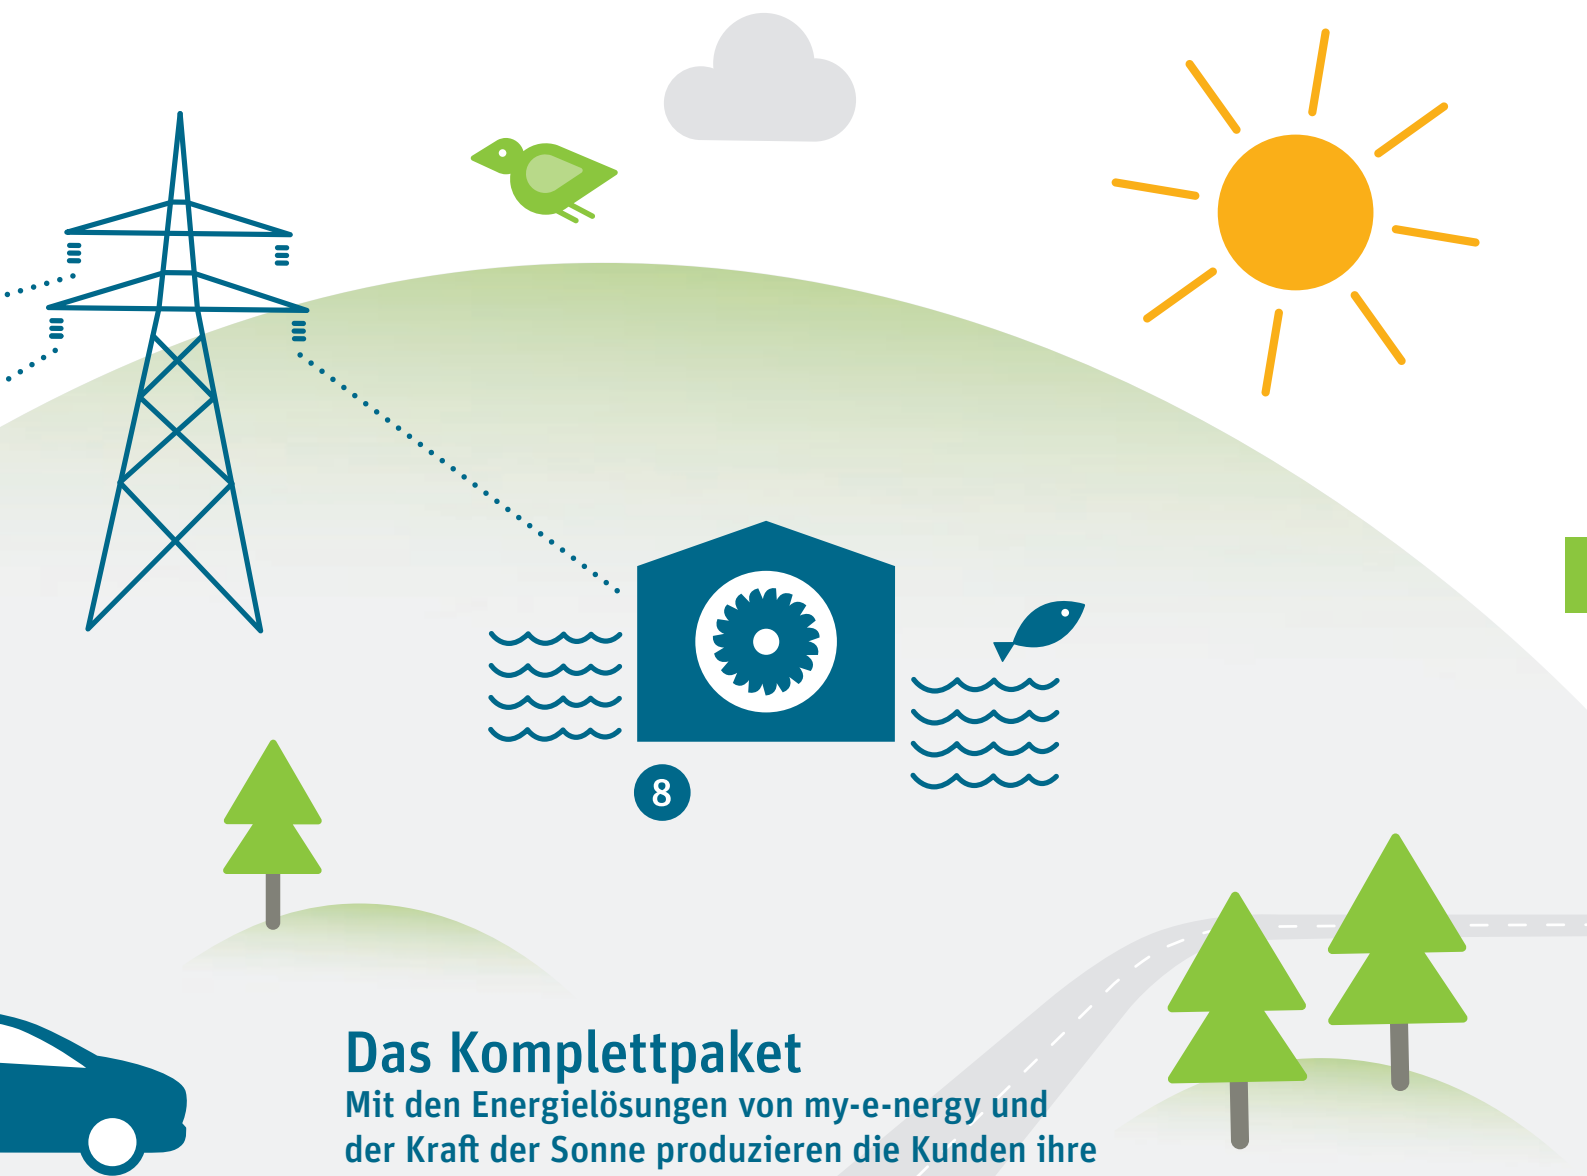 8
Das Komplettpaket
Mit den Energielösungen von my-e-nergy und
der Kraft der Sonne produzieren die Kunden ihre